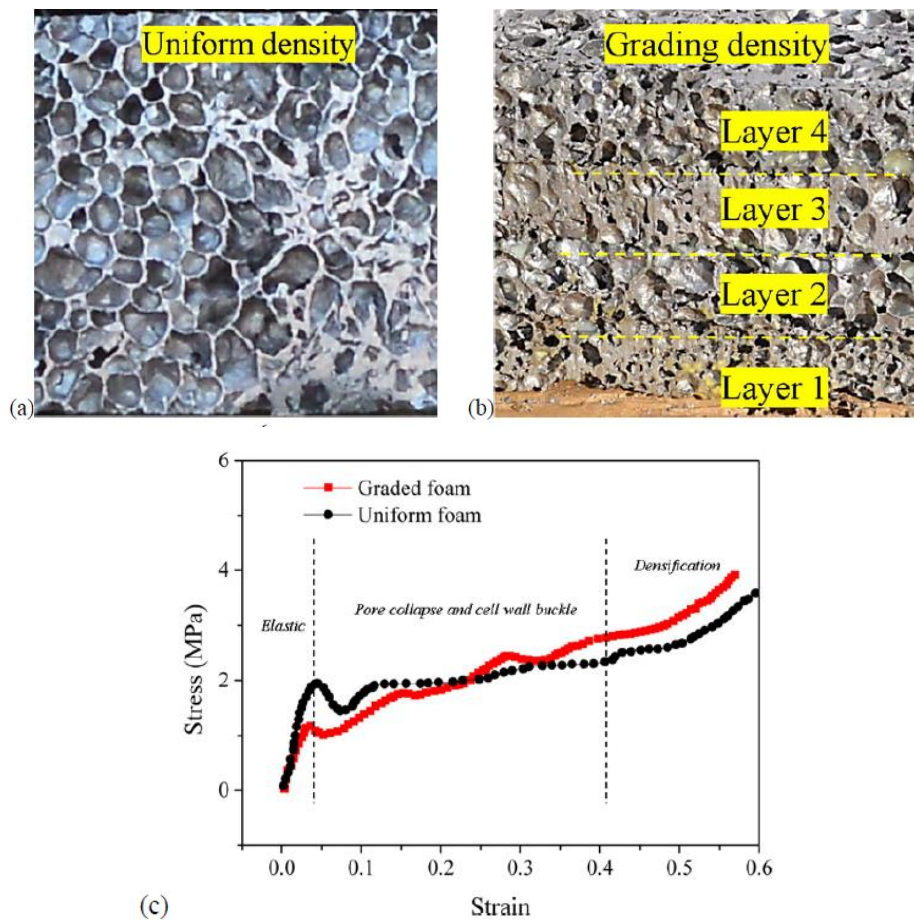 Uniform density
(a)
Grading density
Layer 4
Layer 3
Layer 2
Layer 1
(b)
6
4
2
0
Stress (MPa)
Graded foam
Uniform foam
Elastic
Pore collapse and cell wall buckle
Densification
0.0 0.1 0.2 0.3 0.4 0.5 0.6
Strain
(c)